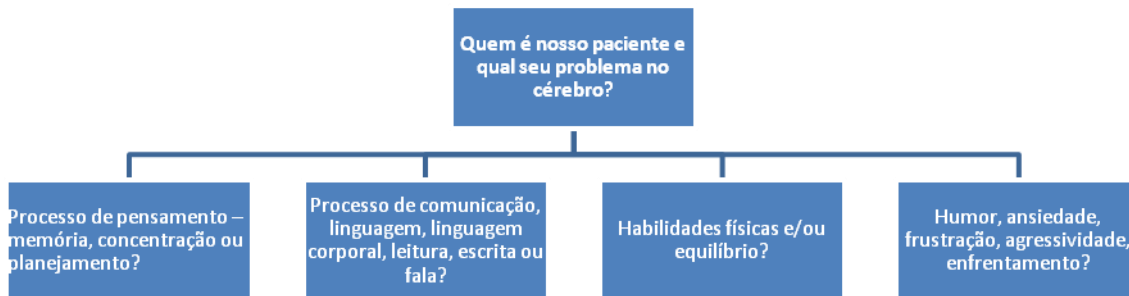 Quem é nosso paciente e
qual seu problema no
cérebro?
Processo de pensamento –
memória, concentração ou
planejamento?
Processo de comunicação,
linguagem, linguagem
corporal, leitura, escrita ou
fala?
Habilidades físicas e/ou
equilíbrio?
Humor, ansiedade,
frustração, agressividade,
enfrentamento?